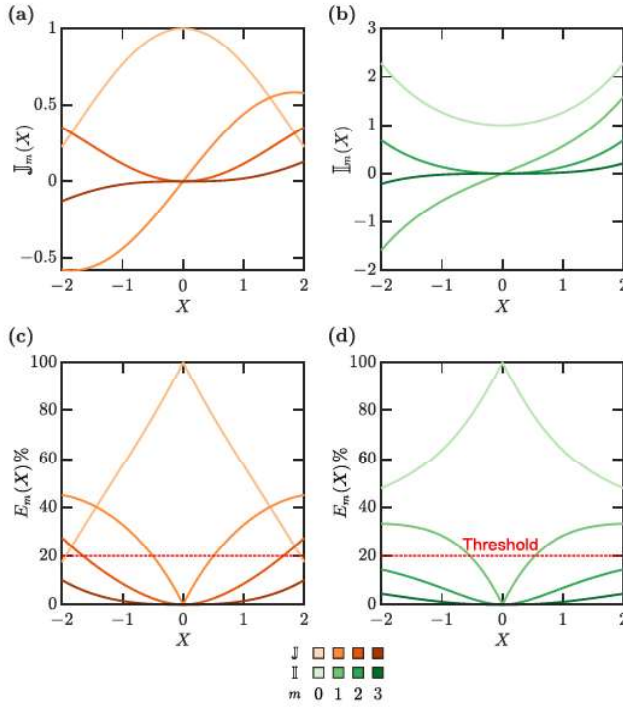 (a)
1
0.5
0
−0.5
𝕁ₘ(X)
−2 −1 0 1 2
X
(b)
3
2
1
0
−1
−2
𝕀ₘ(X)
−2 −1 0 1 2
X
(c)
100
80
60
40
20
0
Eₘ(X)%
−2 −1 0 1 2
X
(d)
100
80
60
40
20
0
Eₘ(X)%
Threshold
−2 −1 0 1 2
X
𝕁
𝕀
m 0 1 2 3